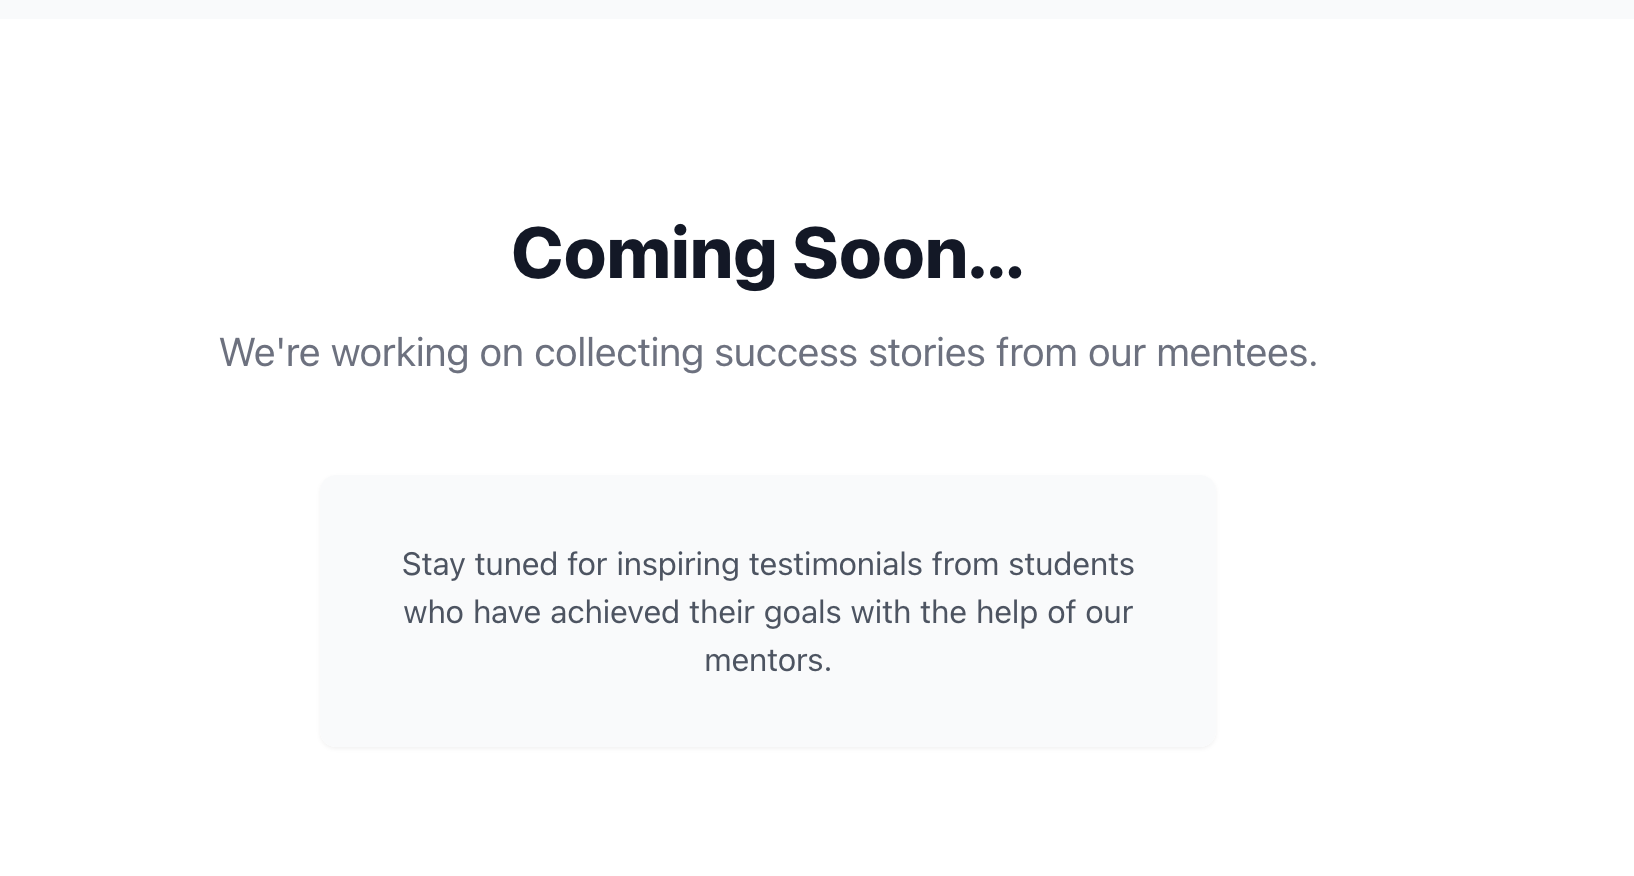 Coming Soon...
We're working on collecting success stories from our mentees.
Stay tuned for inspiring testimonials from students
who have achieved their goals with the help of our
mentors.